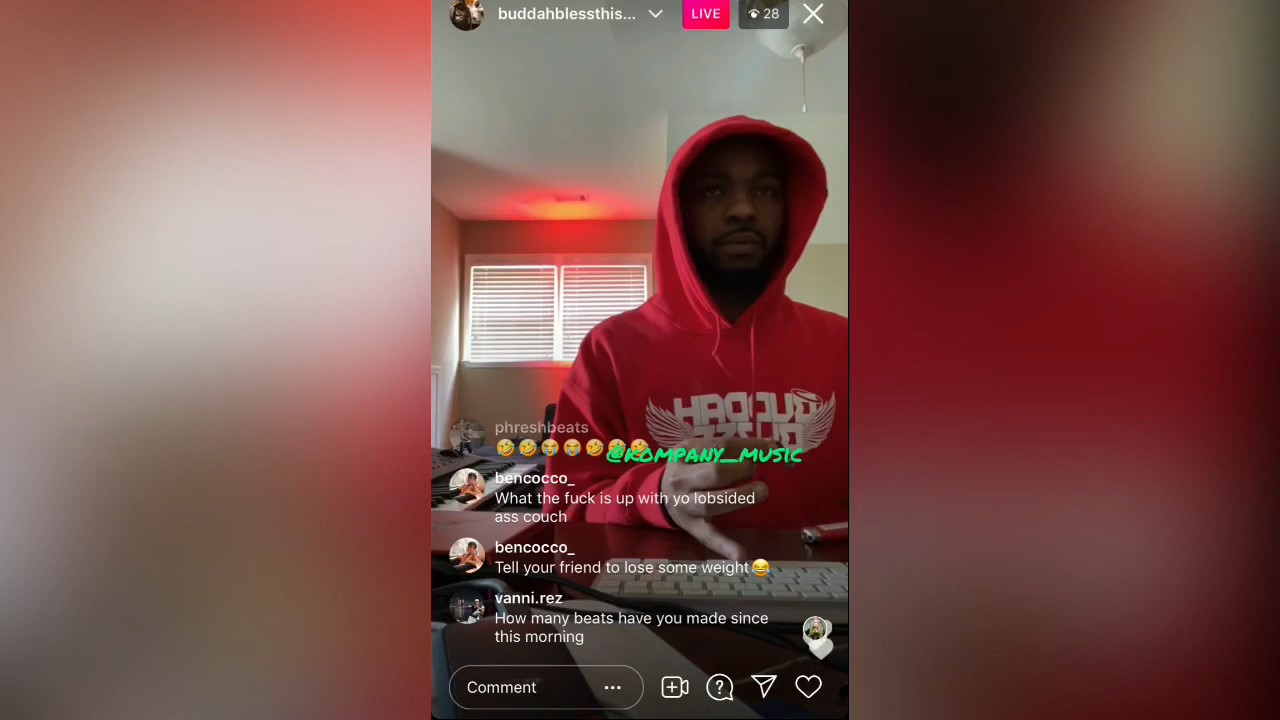 buddahblessthis...
LIVE
28
phreshbeats
🤣🤣😭😭🤣🤣🤣
@KOMPANY_MUSIC
bencocco_
What the fuck is up with yo lobsided
ass couch
bencocco_
Tell your friend to lose some weight😂
vanni.rez
How many beats have you made since
this morning
Comment